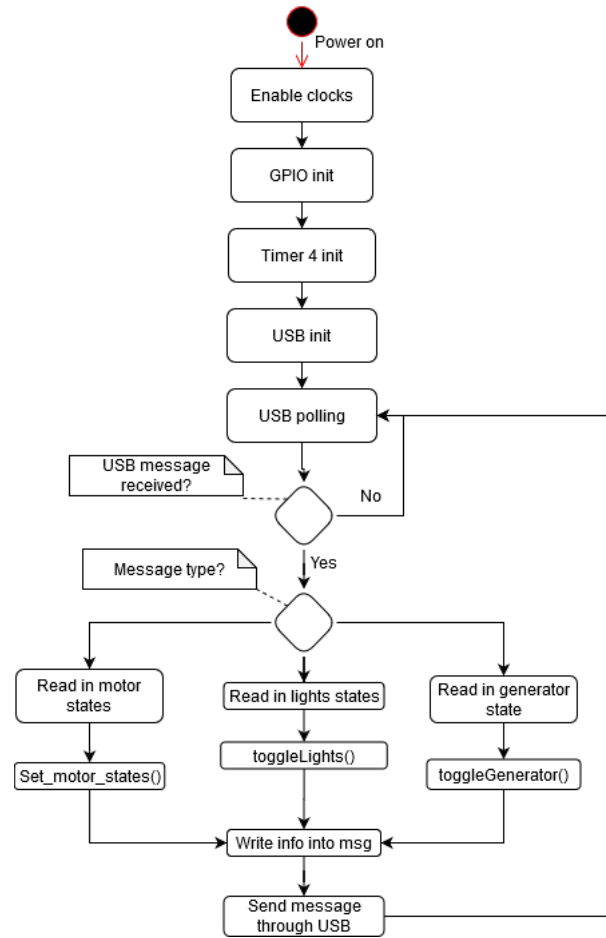 Power on
Enable clocks
GPIO init
Timer 4 init
USB init
USB polling
USB message
received?
No
Yes
Message type?
Read in motor
states
Read in lights states
Read in generator
state
Set_motor_states()
toggleLights()
toggleGenerator()
Write info into msg
Send message
through USB